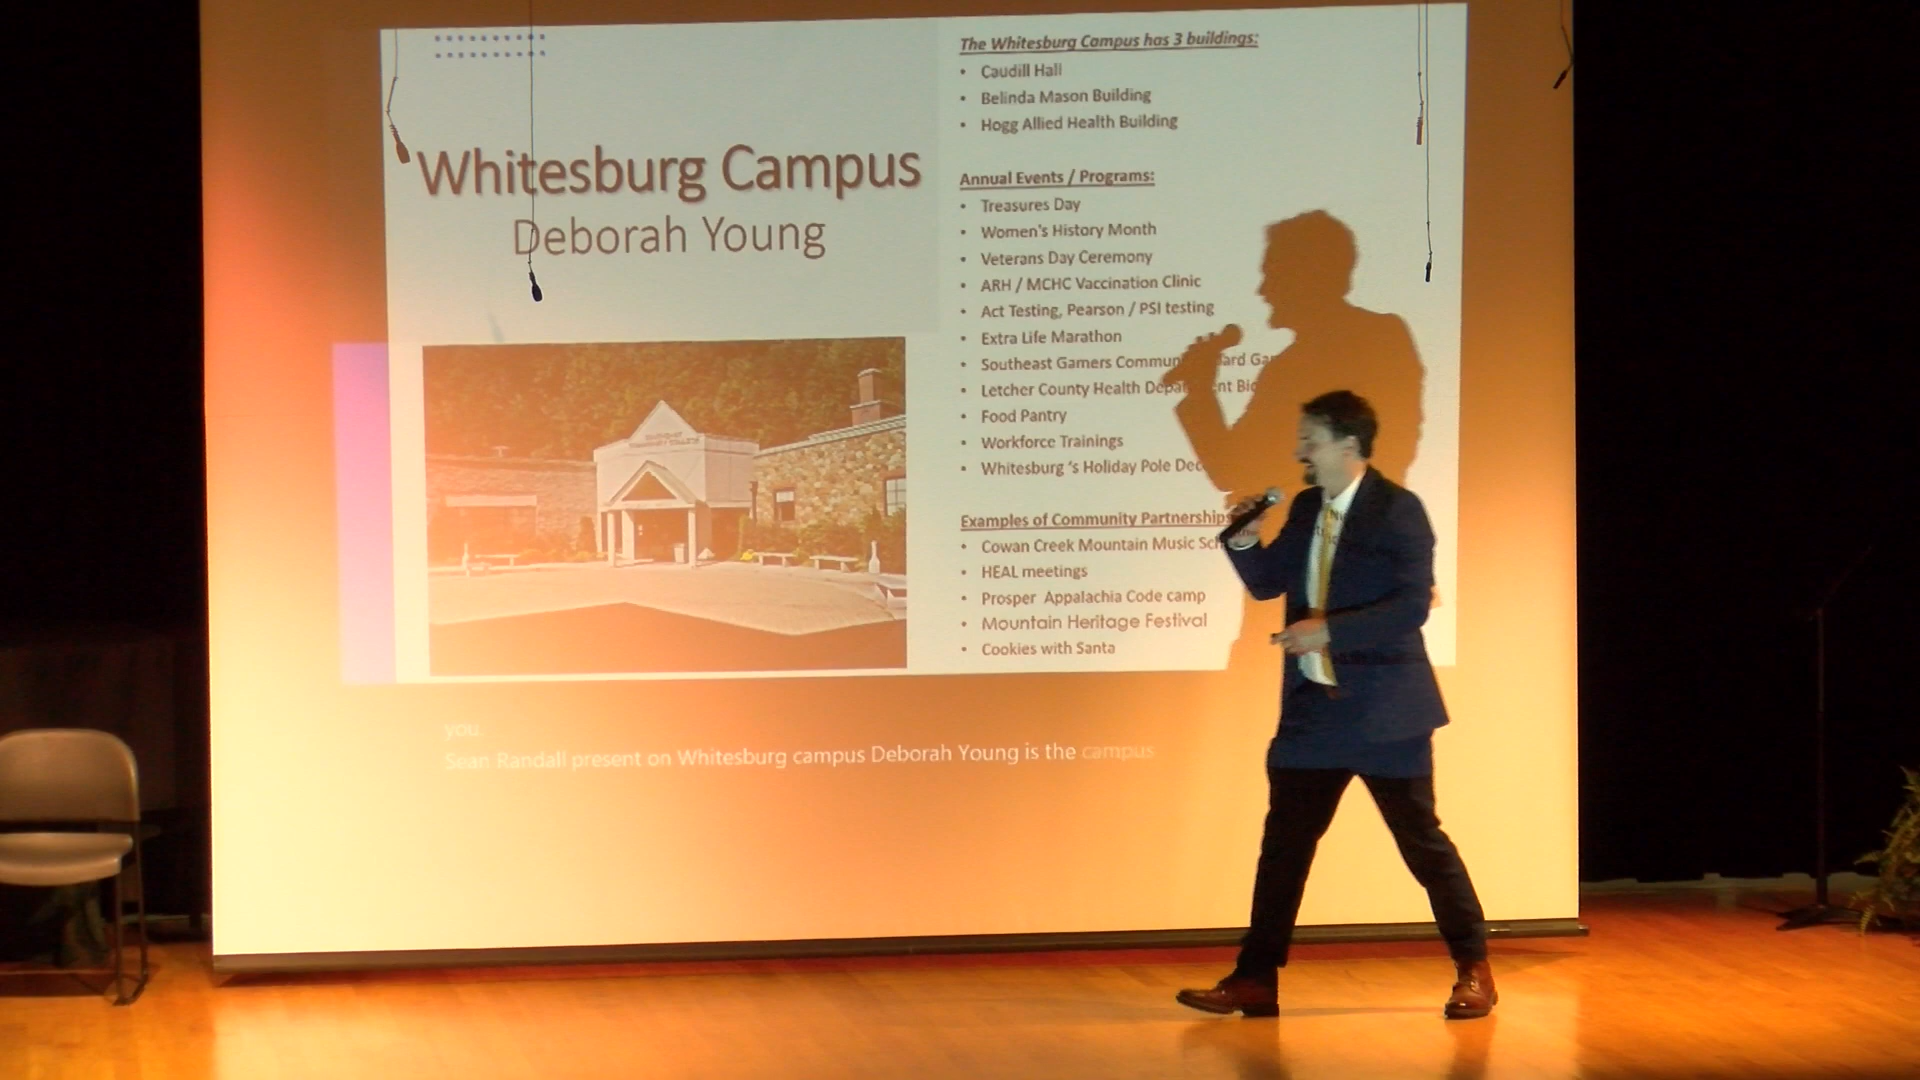 Whitesburg Campus
Deborah Young
The Whitesburg Campus has 3 buildings:
• Caudill Hall
• Belinda Mason Building
• Hogg Allied Health Building
Annual Events / Programs:
• Treasures Day
• Women's History Month
• Veterans Day Ceremony
• ARH / MCHC Vaccination Clinic
• Act Testing, Pearson / PSI testing
• Extra Life Marathon
• Southeast Gamers
• Letcher County Health
• Food Pantry
• Workforce Trainings
• Whitesburg 's Holiday Pole
Examples of Community Partnerships
• Cowan Creek Mountain Music
• HEAL meetings
• Prosper Appalachia Code camp
• Mountain Heritage Festival
• Cookies with Santa
you.
Sean Randall present on Whitesburg campus Deborah Young is the campus